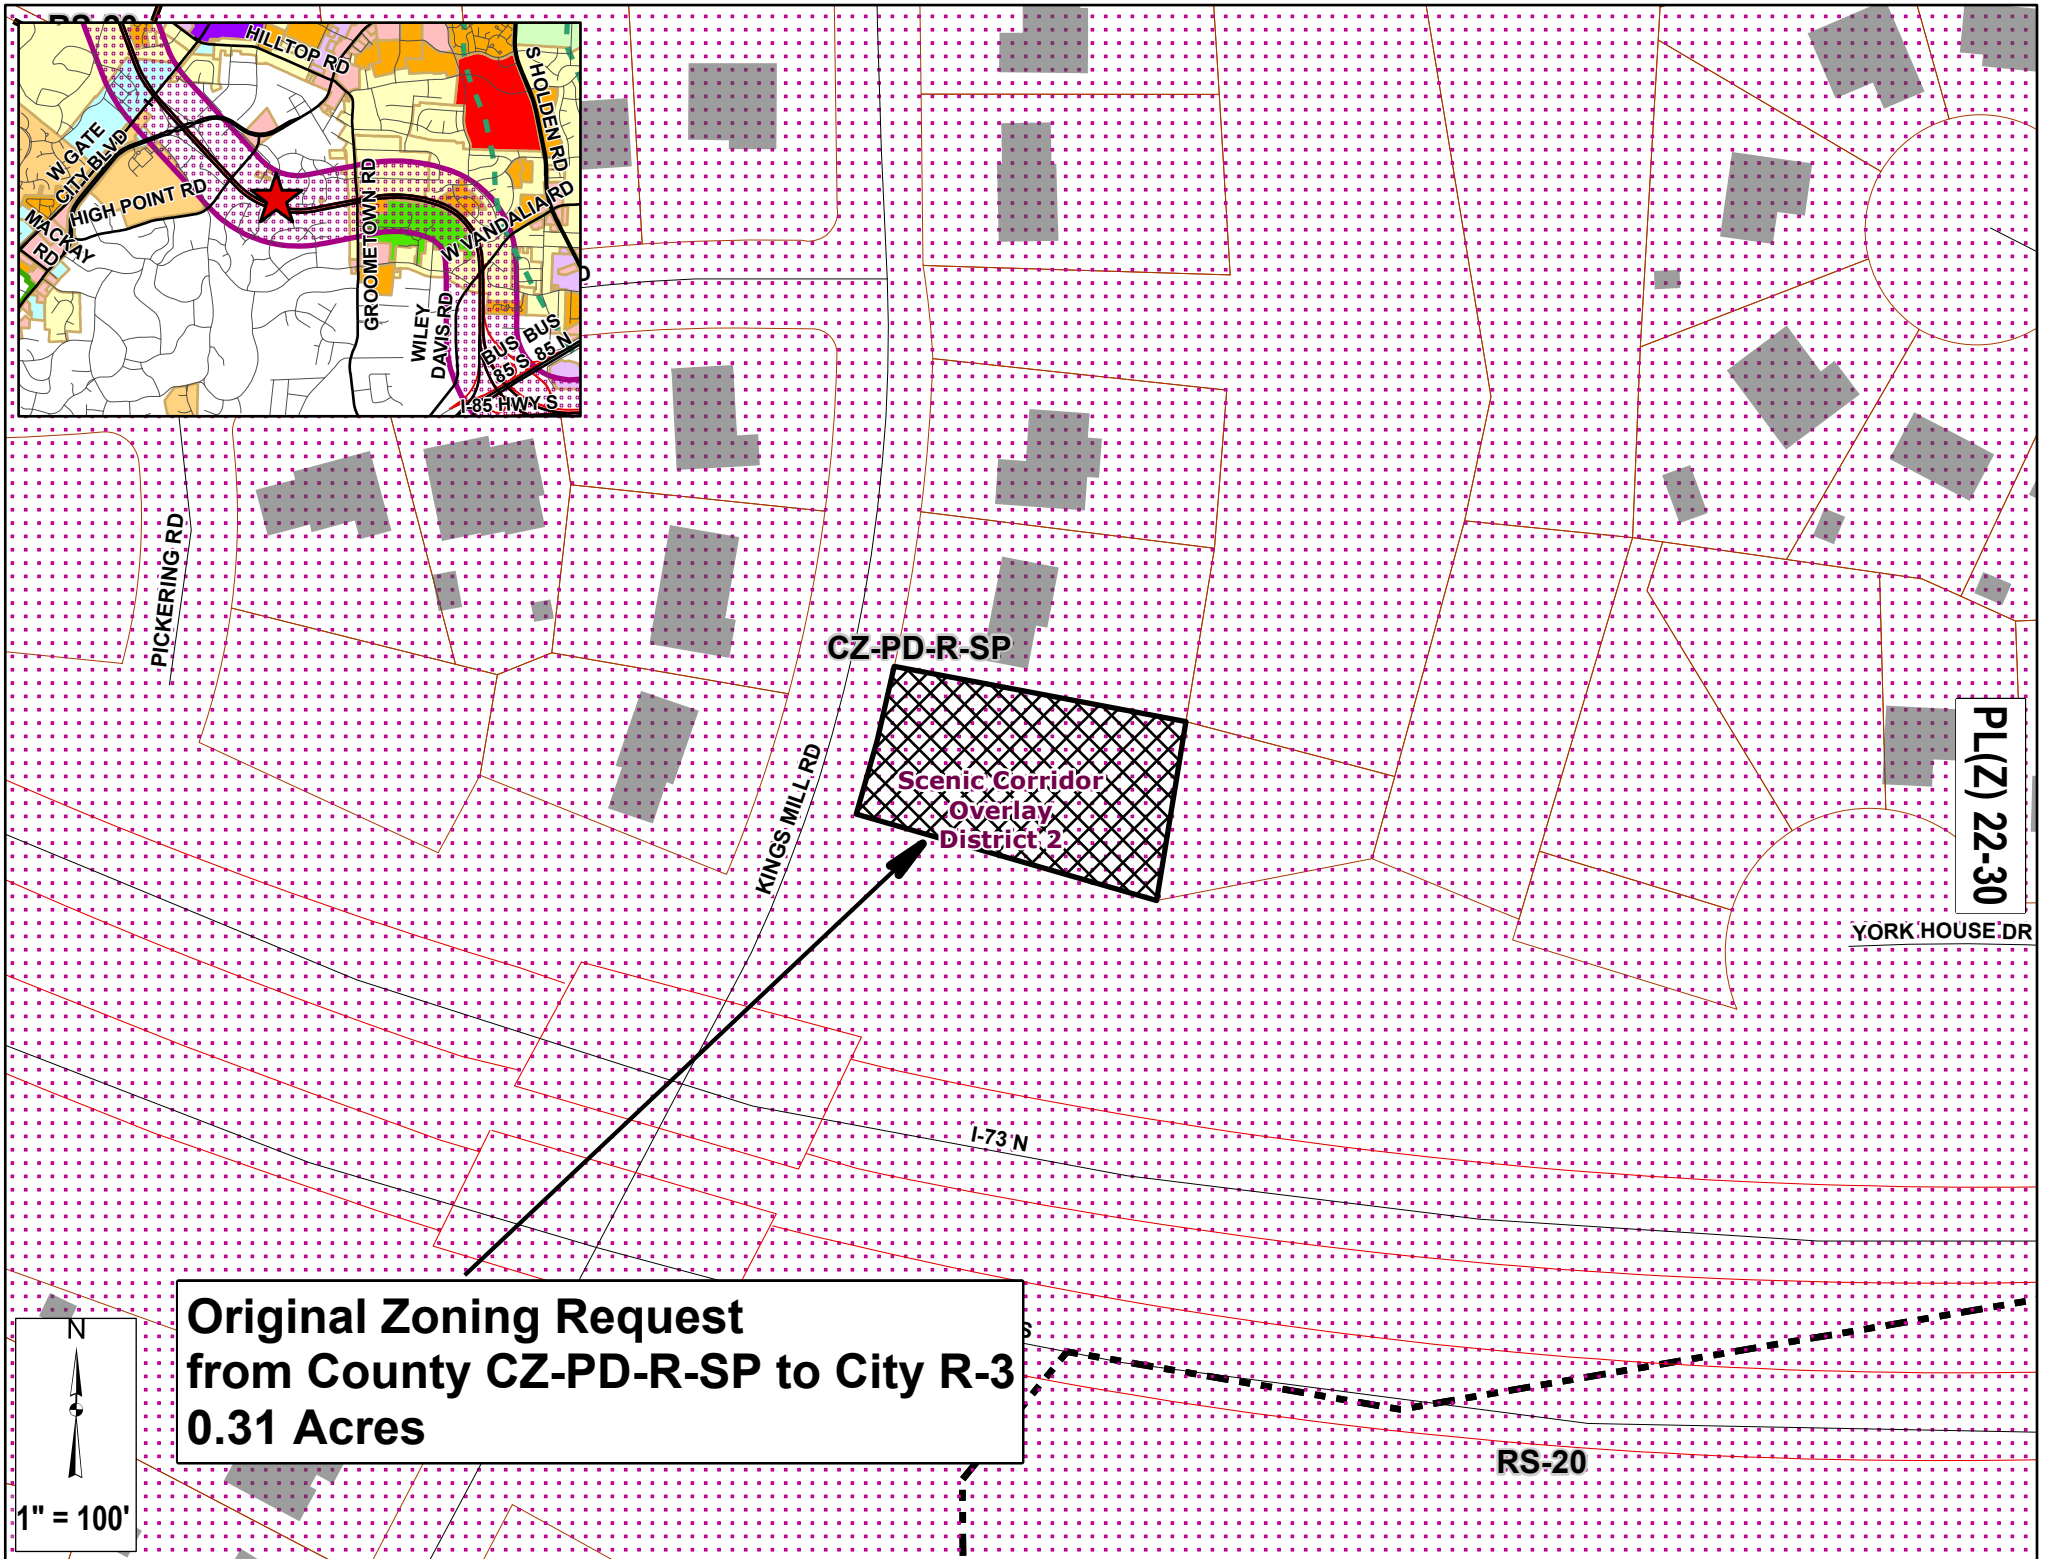 RS-20
HILLTOP RD
S HOLDEN RD
W GATE
CITY BLVD
HIGH POINT RD
MACKAY
RD
GROOMETOWN RD
W VANDALIA RD
WILEY
DAVIS RD
BUS
85 S
BUS
85 N
I-85 HWY S
D
PICKERING RD
CZ-PD-R-SP
KINGS MILL RD
Scenic Corridor
Overlay
District 2
PL(Z) 22-30
YORK HOUSE DR
I-73 N
S
Original Zoning Request
from County CZ-PD-R-SP to City R-3
0.31 Acres
RS-20
N
1" = 100'